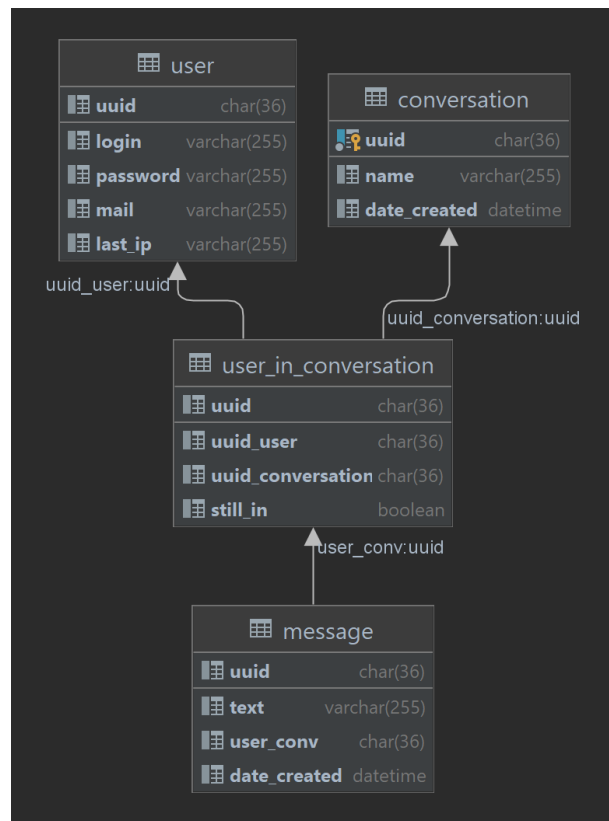 user
uuid char(36)
login varchar(255)
password varchar(255)
mail varchar(255)
last_ip varchar(255)
conversation
uuid char(36)
name varchar(255)
date_created datetime
uuid_user:uuid
uuid_conversation:uuid
user_in_conversation
uuid char(36)
uuid_user char(36)
uuid_conversation char(36)
still_in boolean
user_conv:uuid
message
uuid char(36)
text varchar(255)
user_conv char(36)
date_created datetime